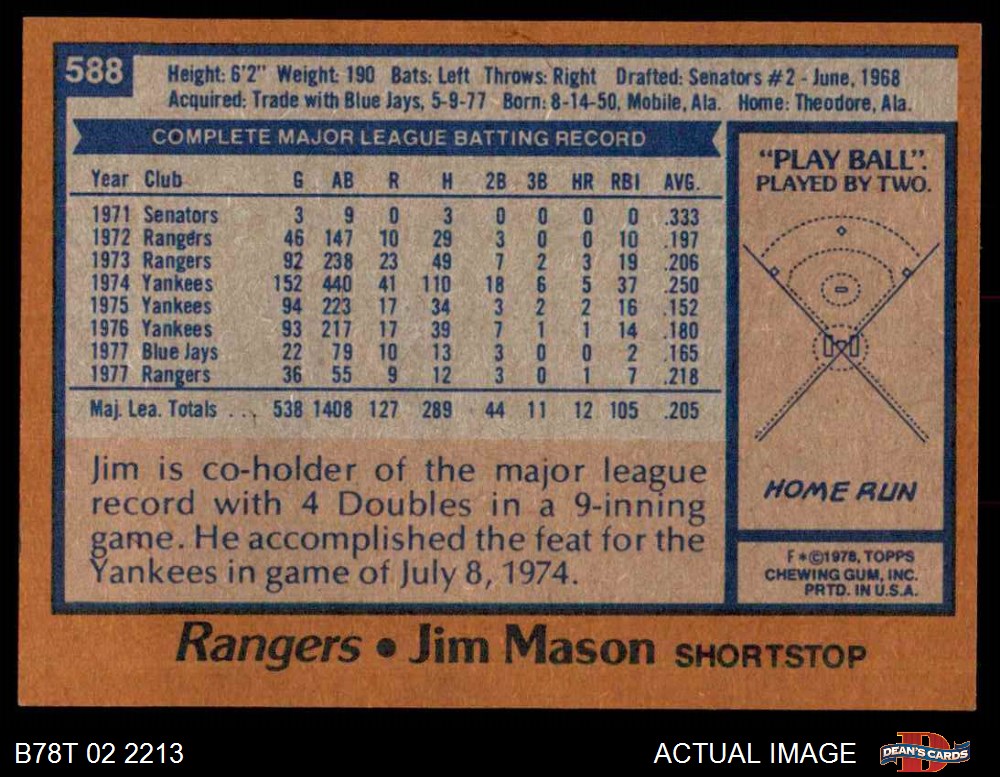 588
Height: 6'2" Weight: 190 Bats: Left Throws: Right Drafted: Senators #2 - June, 1968
Acquired: Trade with Blue Jays, 5-9-77 Born: 8-14-50, Mobile, Ala. Home: Theodore, Ala.
COMPLETE MAJOR LEAGUE BATTING RECORD
Year Club G AB R H 2B 3B HR RBI AVG.
1971 Senators 3 9 0 3 0 0 0 0 .333
1972 Rangers 46 147 10 29 3 0 0 10 .197
1973 Rangers 92 238 23 49 7 2 3 19 .206
1974 Yankees 152 440 41 110 18 6 5 37 .250
1975 Yankees 94 223 17 34 3 2 2 16 .152
1976 Yankees 93 217 17 39 7 1 1 14 .180
1977 Blue Jays 22 79 10 13 3 0 0 2 .165
1977 Rangers 36 55 9 12 3 0 1 7 .218
Maj. Lea. Totals . . . 538 1408 127 289 44 11 12 105 .205
Jim is co-holder of the major league
record with 4 Doubles in a 9-inning
game. He accomplished the feat for the
Yankees in game of July 8, 1974.
"PLAY BALL".
PLAYED BY TWO.
HOME RUN
F *©1978, TOPPS
CHEWING GUM, INC.
PRTD. IN U.S.A.
Rangers • Jim Mason SHORTSTOP
B78T 02 2213
ACTUAL IMAGE
DEAN'S CARDS